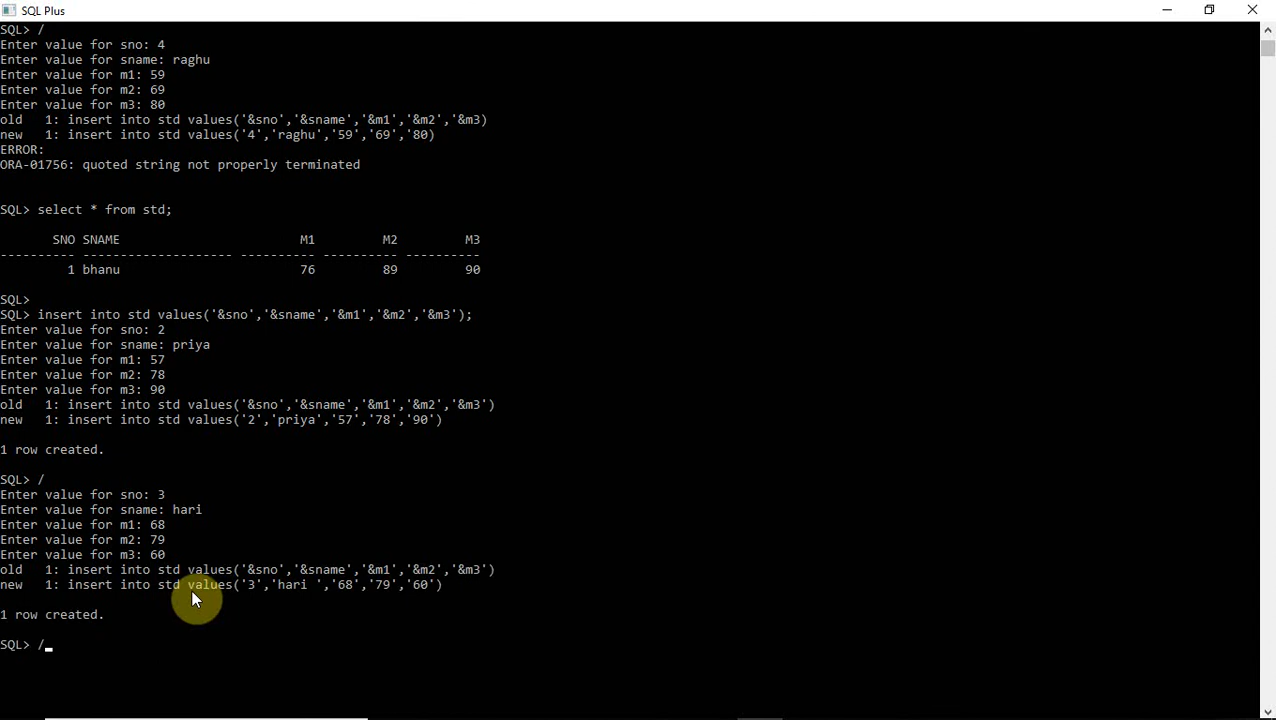 SQL Plus
SQL> /
Enter value for sno: 4
Enter value for sname: raghu
Enter value for m1: 59
Enter value for m2: 69
Enter value for m3: 80
old   1: insert into std values('&sno','&sname','&m1','&m2','&m3)
new   1: insert into std values('4','raghu','59','69','80)
ERROR:
ORA-01756: quoted string not properly terminated
SQL> select * from std;
       SNO SNAME                        M1         M2         M3
---------- -------------------- ---------- ---------- ----------
         1 bhanu                        76         89         90
SQL>
SQL> insert into std values('&sno','&sname','&m1','&m2','&m3');
Enter value for sno: 2
Enter value for sname: priya
Enter value for m1: 57
Enter value for m2: 78
Enter value for m3: 90
old   1: insert into std values('&sno','&sname','&m1','&m2','&m3')
new   1: insert into std values('2','priya','57','78','90')
1 row created.
SQL> /
Enter value for sno: 3
Enter value for sname: hari
Enter value for m1: 68
Enter value for m2: 79
Enter value for m3: 60
old   1: insert into std values('&sno','&sname','&m1','&m2','&m3')
new   1: insert into std values('3','hari ','68','79','60')
1 row created.
SQL> /